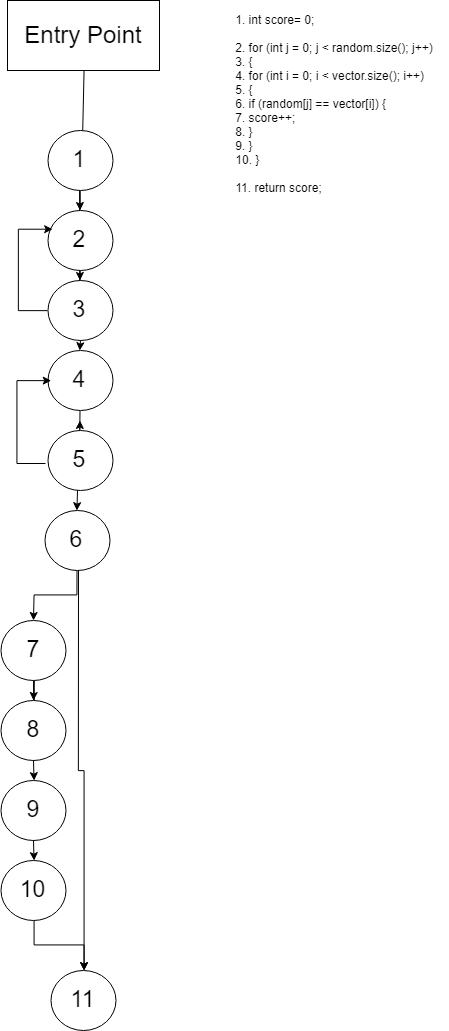 Entry Point
1. int score= 0;
2. for (int j = 0; j < random.size(); j++)
3. {
4. for (int i = 0; i < vector.size(); i++)
5. {
6. if (random[j] == vector[i]) {
7. score++;
8. }
9. }
10. }
11. return score;
1
2
3
4
5
6
7
8
9
10
11